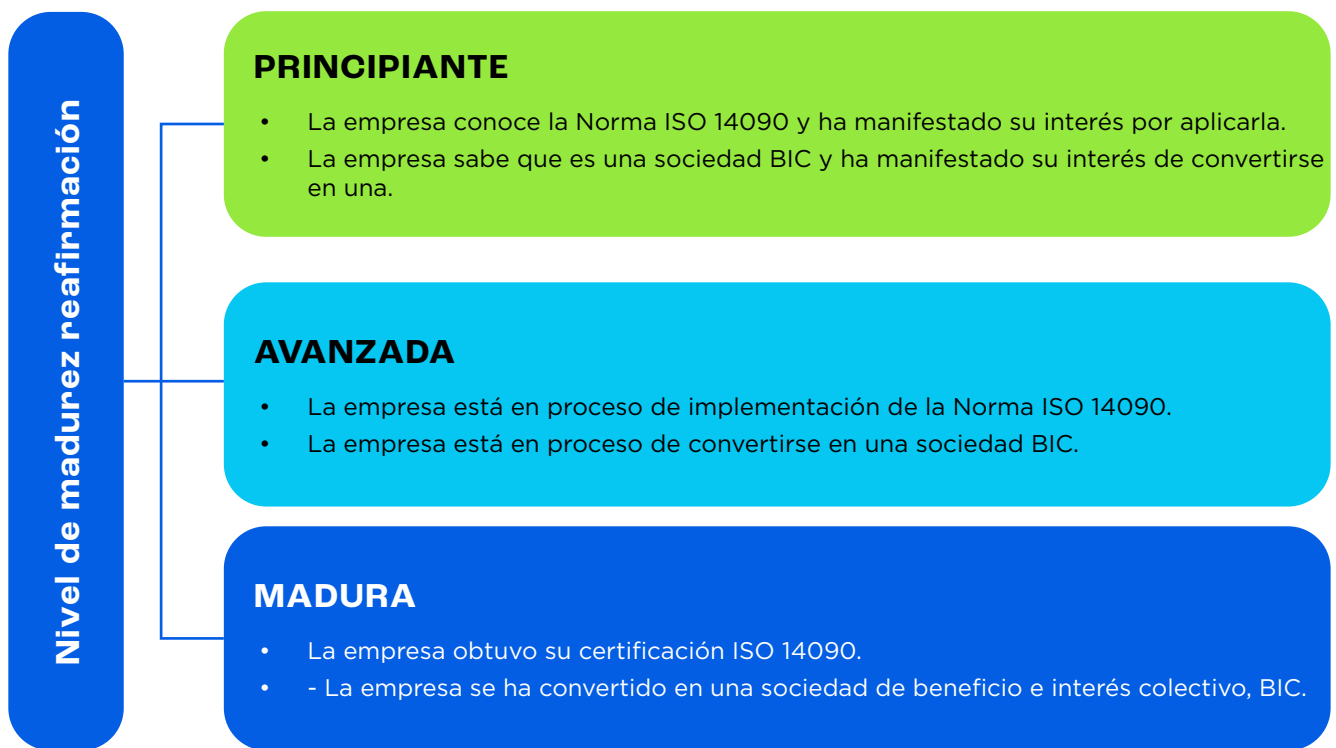 Nivel de madurez reafirmación
PRINCIPIANTE
• La empresa conoce la Norma ISO 14090 y ha manifestado su interés por aplicarla.
• La empresa sabe que es una sociedad BIC y ha manifestado su interés de convertirse
en una.
AVANZADA
• La empresa está en proceso de implementación de la Norma ISO 14090.
• La empresa está en proceso de convertirse en una sociedad BIC.
MADURA
• La empresa obtuvo su certificación ISO 14090.
• - La empresa se ha convertido en una sociedad de beneficio e interés colectivo, BIC.